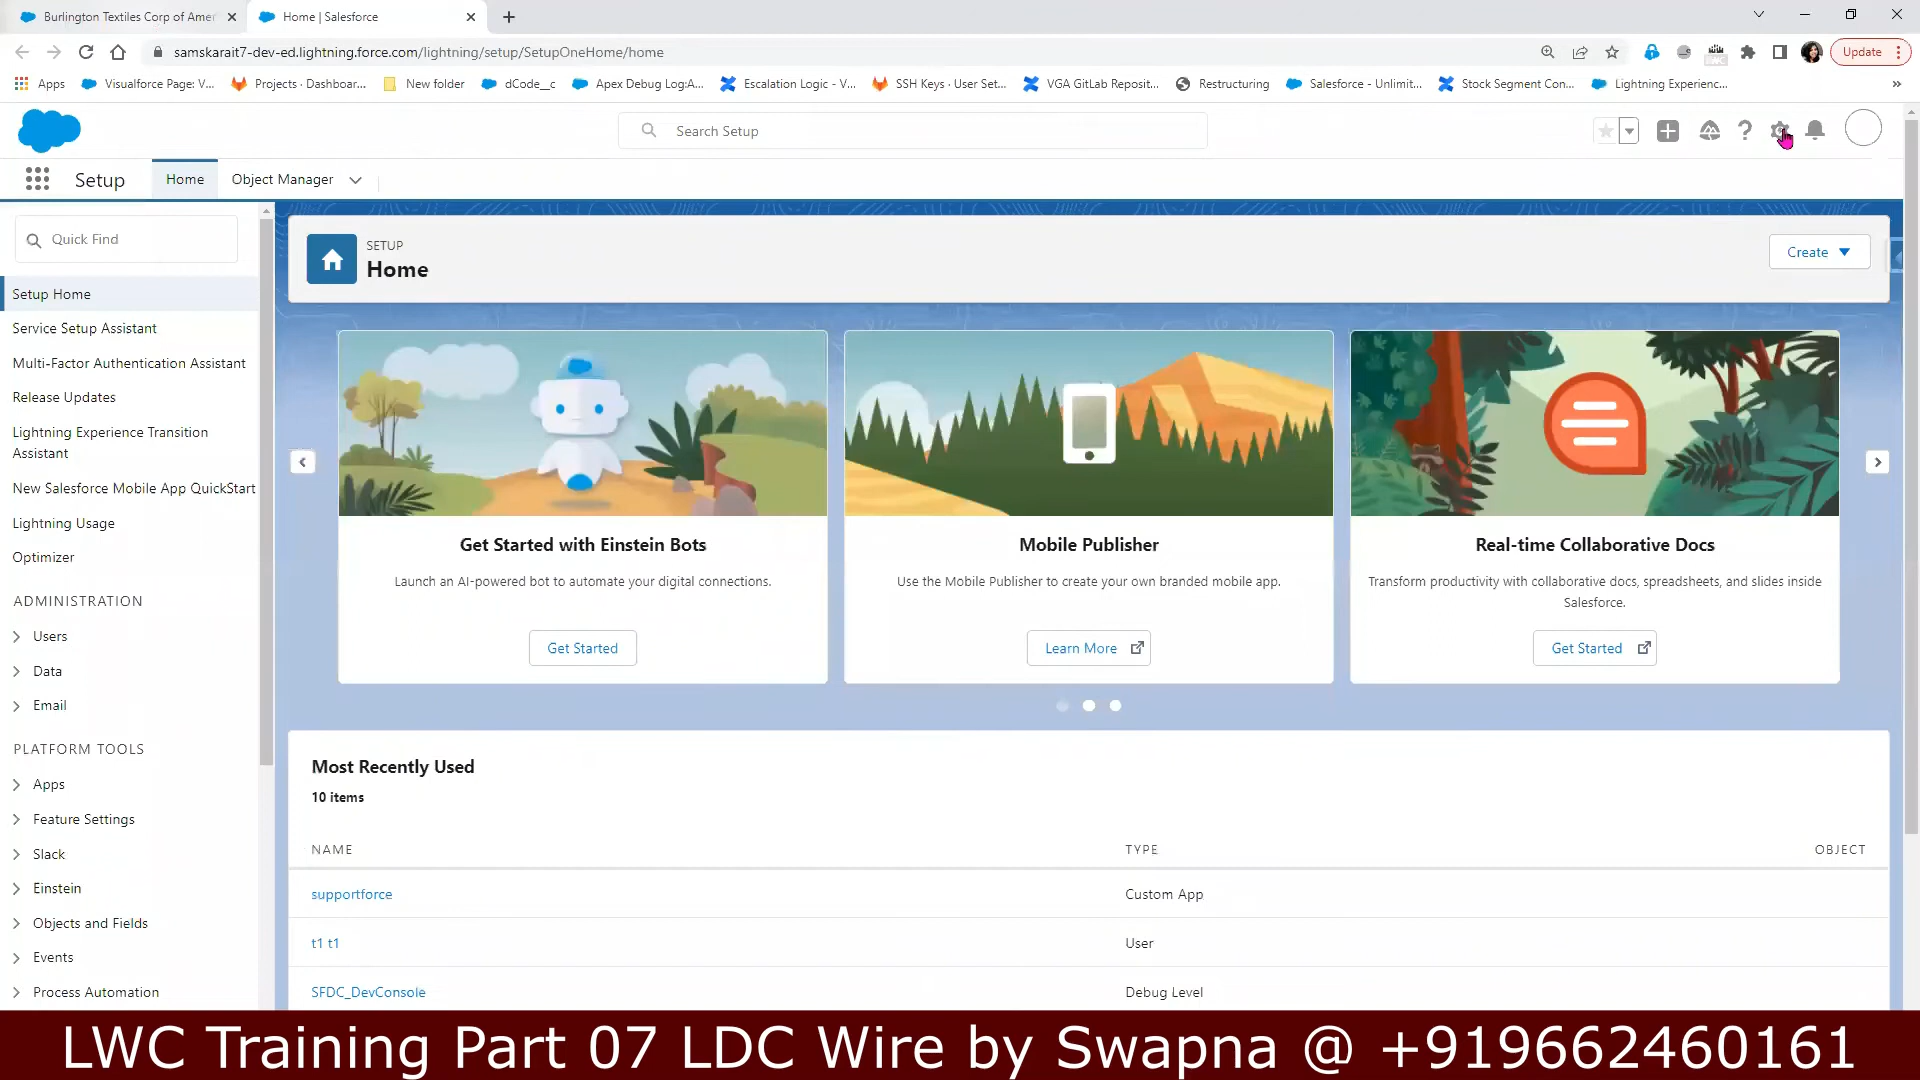 Burlington Textiles Corp of Amer
Home | Salesforce
samskarait7-dev-ed.lightning.force.com/lightning/setup/SetupOneHome/home
Update
Apps
Visualforce Page: V...
Projects · Dashboar...
New folder
dCode__c
Apex Debug Log:A...
Escalation Logic - V...
SSH Keys · User Set...
VGA GitLab Reposit...
Restructuring
Salesforce - Unlimit...
Stock Segment Con...
Lightning Experienc...
Search Setup
Setup
Home
Object Manager
Quick Find
Setup Home
Service Setup Assistant
Multi-Factor Authentication Assistant
Release Updates
Lightning Experience Transition
Assistant
New Salesforce Mobile App QuickStart
Lightning Usage
Optimizer
ADMINISTRATION
Users
Data
Email
PLATFORM TOOLS
Apps
Feature Settings
Slack
Einstein
Objects and Fields
Events
Process Automation
SETUP
Home
Create
Get Started with Einstein Bots
Launch an AI-powered bot to automate your digital connections.
Get Started
Mobile Publisher
Use the Mobile Publisher to create your own branded mobile app.
Learn More
Real-time Collaborative Docs
Transform productivity with collaborative docs, spreadsheets, and slides inside
Salesforce.
Get Started
Most Recently Used
10 items
NAME TYPE OBJECT
supportforce Custom App
t1 t1 User
SFDC_DevConsole Debug Level
LWC Training Part 07 LDC Wire by Swapna @ +919662460161